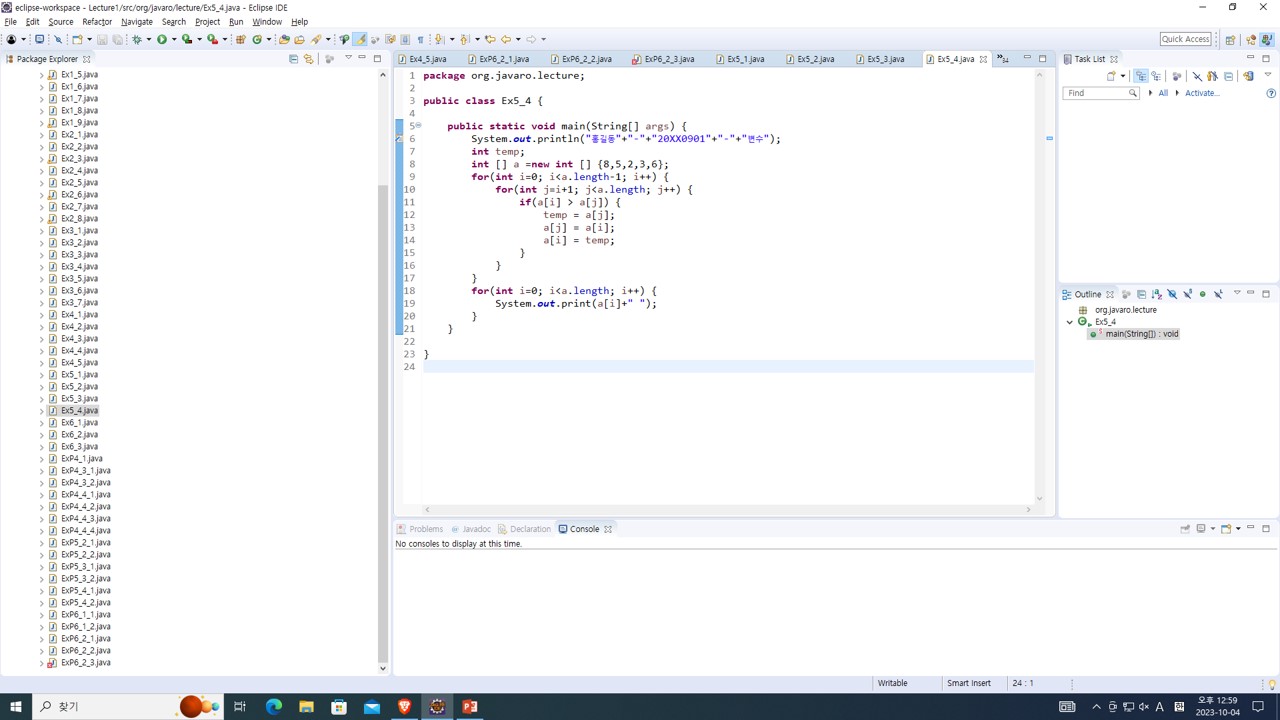 eclipse-workspace - Lecture1/src/org/javaro/lecture/Ex5_4.java - Eclipse IDE
File Edit Source Refactor Navigate Search Project Run Window Help
Quick Access
Package Explorer
Ex1_5.java
Ex1_6.java
Ex1_7.java
Ex1_8.java
Ex1_9.java
Ex2_1.java
Ex2_2.java
Ex2_3.java
Ex2_4.java
Ex2_5.java
Ex2_6.java
Ex2_7.java
Ex2_8.java
Ex3_1.java
Ex3_2.java
Ex3_3.java
Ex3_4.java
Ex3_5.java
Ex3_6.java
Ex3_7.java
Ex4_1.java
Ex4_2.java
Ex4_3.java
Ex4_4.java
Ex4_5.java
Ex5_1.java
Ex5_2.java
Ex5_3.java
Ex5_4.java
Ex6_1.java
Ex6_2.java
Ex6_3.java
ExP4_1.java
ExP4_3_1.java
ExP4_3_2.java
ExP4_4_1.java
ExP4_4_2.java
ExP4_4_3.java
ExP4_4_4.java
ExP5_2_1.java
ExP5_2_2.java
ExP5_3_1.java
ExP5_3_2.java
ExP5_4_1.java
ExP5_4_2.java
ExP6_1_1.java
ExP6_1_2.java
ExP6_2_1.java
ExP6_2_2.java
ExP6_2_3.java
Ex4_5.java ExP6_2_1.java ExP6_2_2.java ExP6_2_3.java Ex5_1.java Ex5_2.java Ex5_3.java Ex5_4.java
1 package org.javaro.lecture;
2
3 public class Ex5_4 {
4
5 public static void main(String[] args) {
6 System.out.println("홍길동"+"-"+"20XX0901"+"-"+"변수");
7 int temp;
8 int [] a =new int [] {8,5,2,3,6};
9 for(int i=0; i<a.length-1; i++) {
10 for(int j=i+1; j<a.length; j++) {
11 if(a[i] > a[j]) {
12 temp = a[j];
13 a[j] = a[i];
14 a[i] = temp;
15 }
16 }
17 }
18 for(int i=0; i<a.length; i++) {
19 System.out.print(a[i]+" ");
20 }
21 }
22
23 }
24
Task List
Find All Activate...
Outline
org.javaro.lecture
Ex5_4
main(String[]) : void
Problems Javadoc Declaration Console
No consoles to display at this time.
Writable Smart Insert 24 : 1
찾기
A
오후 12:59
2023-10-04